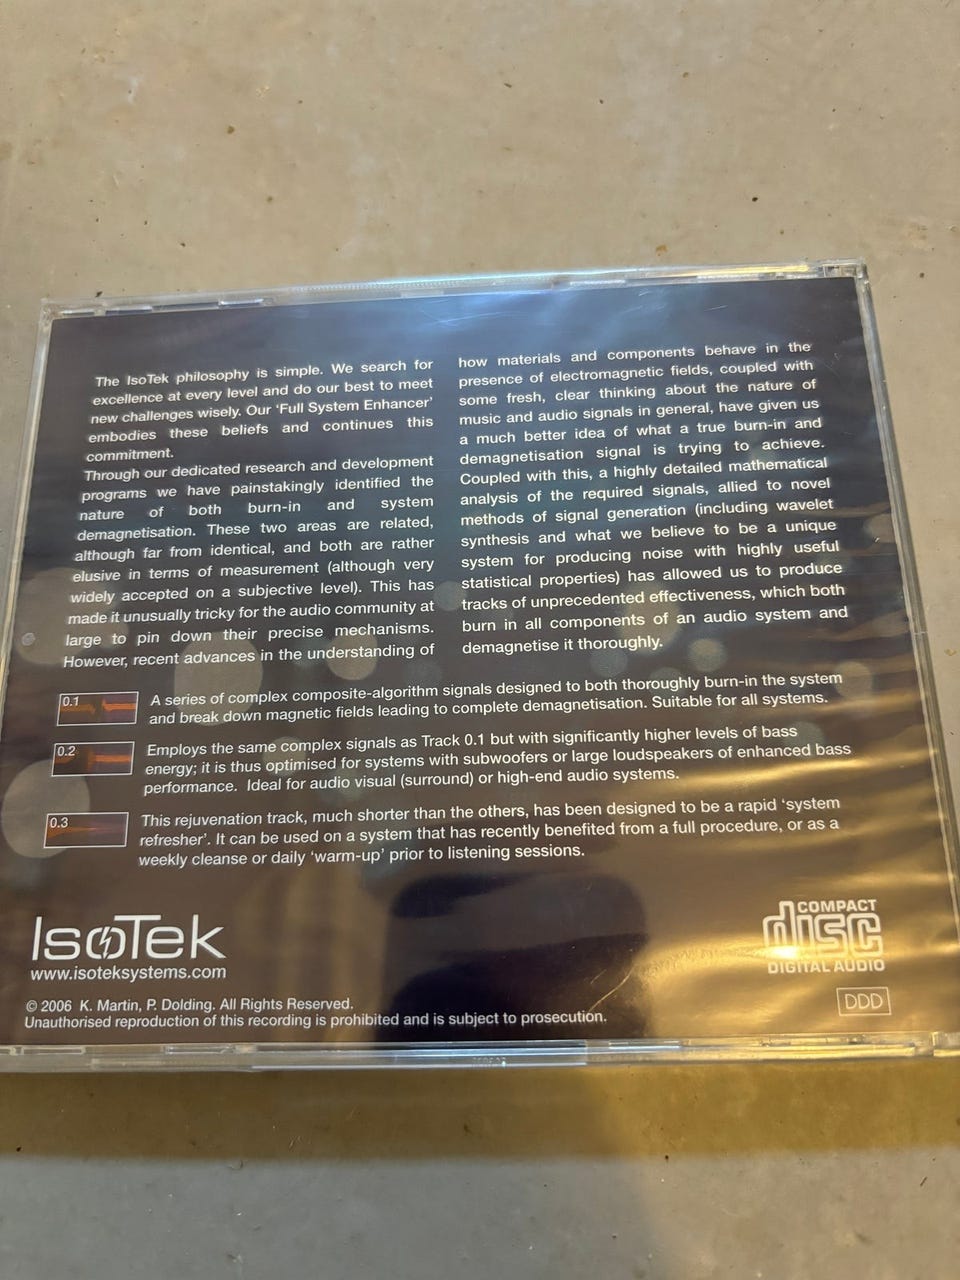 The IsoTek philosophy is simple. We search for
excellence at every level and do our best to meet
new challenges wisely. Our ‘Full System Enhancer’
embodies these beliefs and continues this
commitment.
Through our dedicated research and development
programs we have painstakingly identified the
nature of both burn-in and system
demagnetisation. These two areas are related,
although far from identical, and both are rather
elusive in terms of measurement (although very
widely accepted on a subjective level). This has
made it unusually tricky for the audio community at
large to pin down their precise mechanisms.
However, recent advances in the understanding of
how materials and components behave in the
presence of electromagnetic fields, coupled with
some fresh, clear thinking about the nature of
music and audio signals in general, have given us
a much better idea of what a true burn-in and
demagnetisation signal is trying to achieve.
Coupled with this, a highly detailed mathematical
analysis of the required signals, allied to novel
methods of signal generation (including wavelet
synthesis and what we believe to be a unique
system for producing noise with highly useful
statistical properties) has allowed us to produce
tracks of unprecedented effectiveness, which both
burn in all components of an audio system and
demagnetise it thoroughly.
0.1
A series of complex composite-algorithm signals designed to both thoroughly burn-in the system
and break down magnetic fields leading to complete demagnetisation. Suitable for all systems.
0.2
Employs the same complex signals as Track 0.1 but with significantly higher levels of bass
energy; it is thus optimised for systems with subwoofers or large loudspeakers of enhanced bass
performance. Ideal for audio visual (surround) or high-end audio systems.
0.3
This rejuvenation track, much shorter than the others, has been designed to be a rapid ‘system
refresher’. It can be used on a system that has recently benefited from a full procedure, or as a
weekly cleanse or daily ‘warm-up’ prior to listening sessions.
IsoTek
www.isoteksystems.com
COMPACT
disc
DIGITAL AUDIO
DDD
© 2006 K. Martin, P. Dolding. All Rights Reserved.
Unauthorised reproduction of this recording is prohibited and is subject to prosecution.